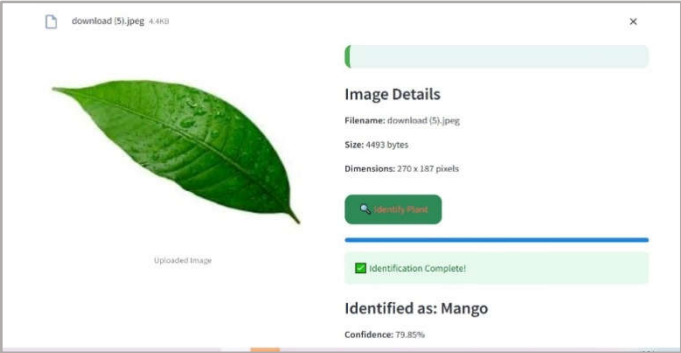 download (5).jpeg 4.4KB
Image Details
Filename: download (5).jpeg
Size: 4493 bytes
Dimensions: 270 x 187 pixels
Identify Plant
Uploaded Image
Identification Complete!
Identified as: Mango
Confidence: 79.85%